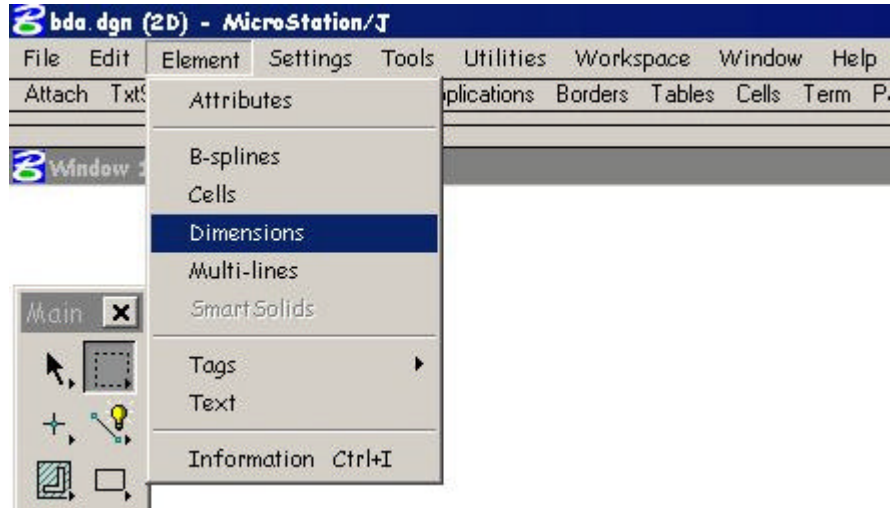 bda.dgn (2D) - MicroStation/J
File Edit Element Settings Tools Utilities Workspace Window Help
Attach Borders Tables Cells Term
Attributes
Window
B-splines
Cells
Dimensions
Multi-lines
Main
SmartSolids
Tags
Text
Information Ctrl+I